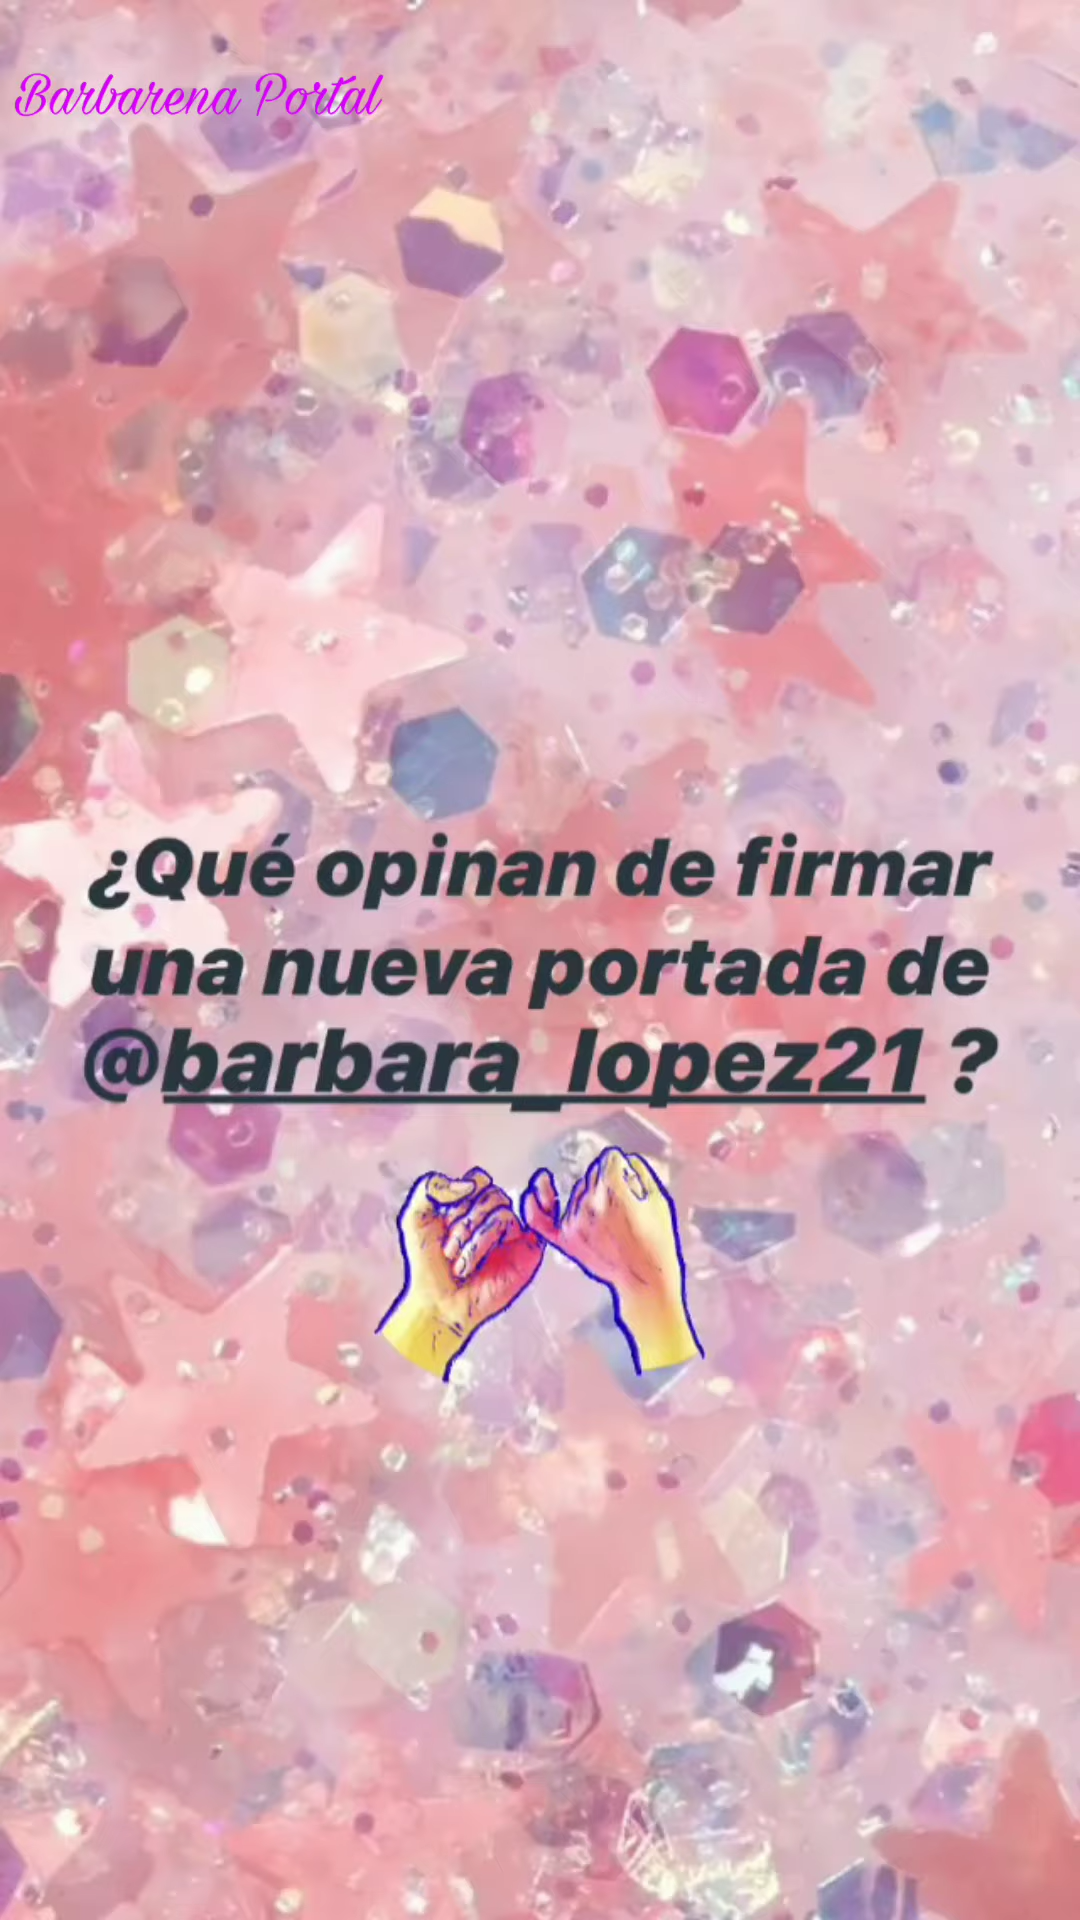 Barbarena Portal
¿Qué opinan de firmar
una nueva portada de
@barbara_lopez21 ?